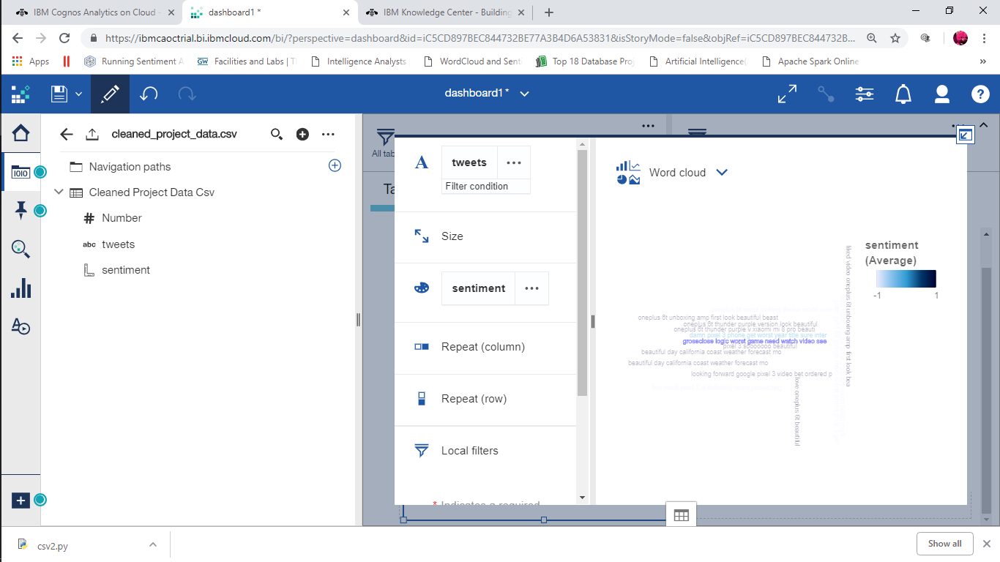 IBM Cognos Analytics on Cloud -
dashboard1 *
IBM Knowledge Center - Building
https://ibmcaoctrial.bi.ibmcloud.com/bi/?perspective=dashboard&id=iC5CD897BEC844732BE77A3B4D6A53831&isStoryMode=false&objRef=iC5CD897BEC844732B...
Apps
Running Sentiment A
GW Facilities and Labs | T
Intelligence Analysts
WordCloud and Sent
Top 18 Database Pro
Artificial Intelligence(
Apache Spark Online
dashboard1*
cleaned_project_data.csv
All tab
Navigation paths
Cleaned Project Data Csv
# Number
abc tweets
sentiment
Ta
A tweets
Filter condition
Size
sentiment
Repeat (column)
Repeat (row)
Local filters
* Indicates a required
Word cloud
sentiment
(Average)
-1 1
liked video oneplus 6t unboxing amp first look bea
oneplus 6t unboxing amp first look beautiful beast
oneplus 6t thunder purple version look beautiful
oneplus 6t thunder purple v xiaomi mi 8 pro beauti
damn pixel 3 phone get worst year title sure inter
groseclose logic worst game need watch video see
pixel 3 sooooooo beautiful
beautiful day california coast weather forecast mo
beautiful day california coast weather forecast mo
looking forward google pixel 3 video bet ordered p
love oneplus 6t beautiful
csv2.py
Show all